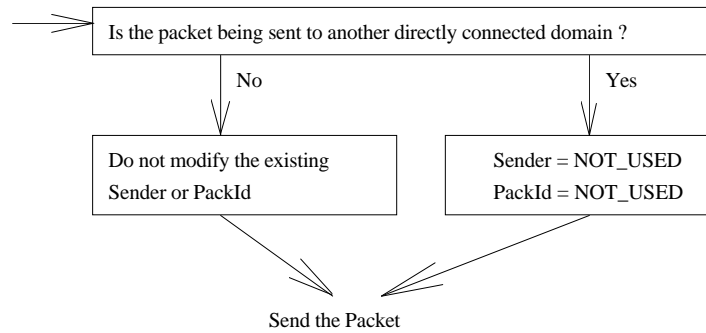 Is the packet being sent to another directly connected domain ?
No
Yes
Do not modify the existing
Sender or PackId
Sender = NOT_USED
PackId = NOT_USED
Send the Packet